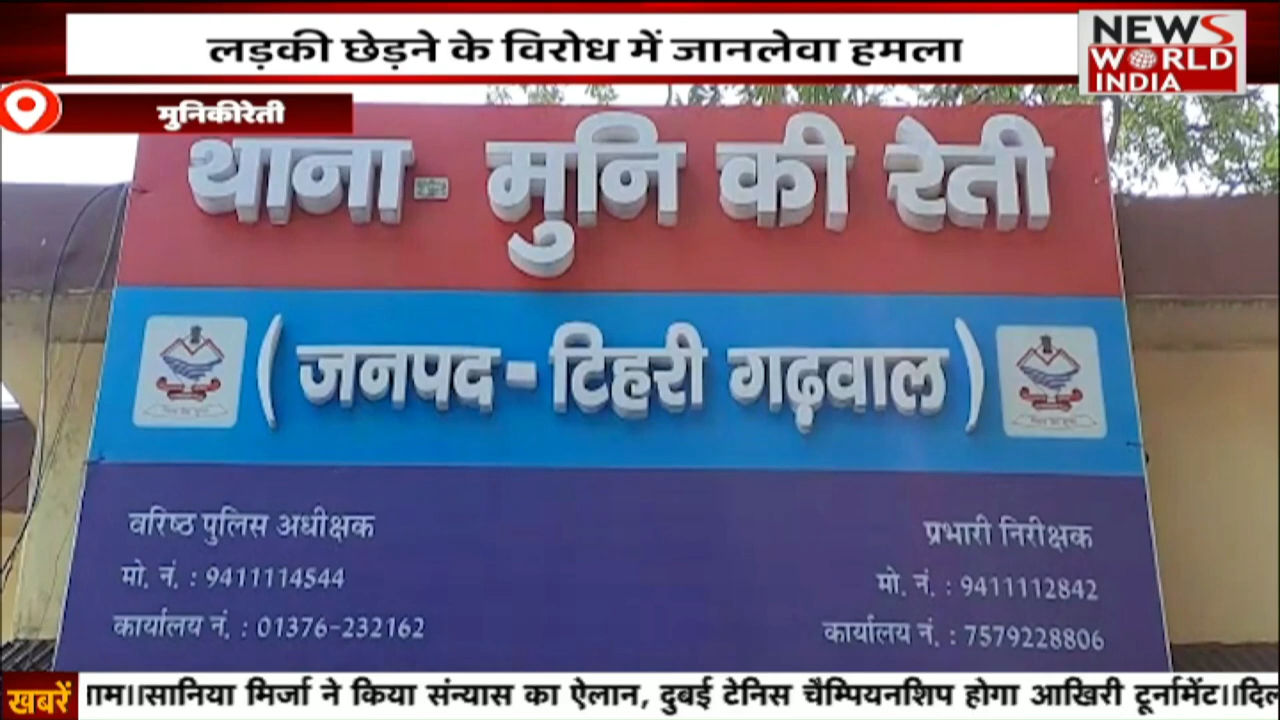 लड़की छेड़ने के विरोध में जानलेवा हमला
NEWS
WORLD
INDIA
मुनिकीरेती
थाना- मुनि की रेती
(जनपद-टिहरी गढ़वाल)
वरिष्ठ पुलिस अधीक्षक
मो. नं. : 9411114544
कार्यालय नं. : 01376-232162
प्रभारी निरीक्षक
मो. नं. : 9411112842
कार्यालय नं. : 7579228806
खबरें
ाम।।सानिया मिर्जा ने किया संन्यास का ऐलान, दुबई टेनिस चैम्पियनशिप होगा आखिरी टूर्नामेंट।।दिल